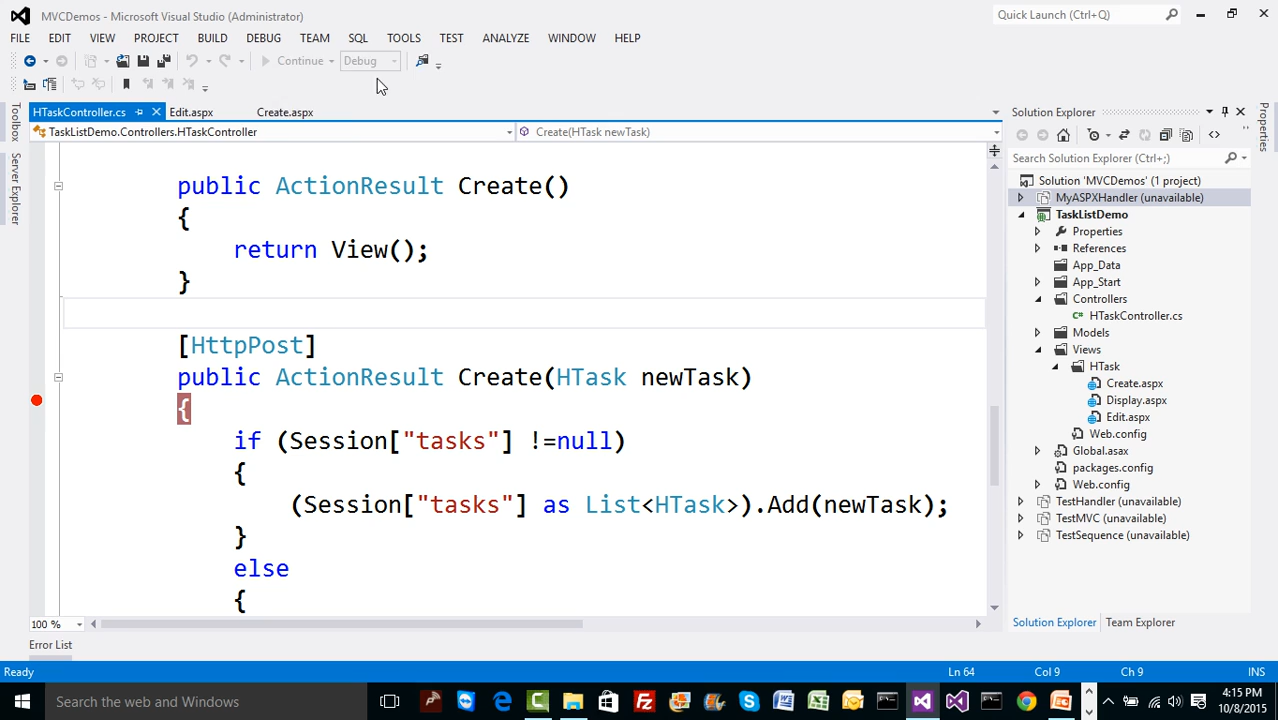 MVCDemos - Microsoft Visual Studio (Administrator)
Quick Launch (Ctrl+Q)
FILE EDIT VIEW PROJECT BUILD DEBUG TEAM SQL TOOLS TEST ANALYZE WINDOW HELP
Continue Debug
HTaskController.cs Edit.aspx Create.aspx
TaskListDemo.Controllers.HTaskController Create(HTask newTask)
Toolbox
Server Explorer
public ActionResult Create()
{
return View();
}
[HttpPost]
public ActionResult Create(HTask newTask)
{
if (Session["tasks"] !=null)
{
(Session["tasks"] as List<HTask>).Add(newTask);
}
else
{
100 %
Error List
Solution Explorer
Search Solution Explorer (Ctrl+;)
Solution 'MVCDemos' (1 project)
MyASPXHandler (unavailable)
TaskListDemo
Properties
References
App_Data
App_Start
Controllers
C# HTaskController.cs
Models
Views
HTask
Create.aspx
Display.aspx
Edit.aspx
Web.config
Global.asax
packages.config
Web.config
TestHandler (unavailable)
TestMVC (unavailable)
TestSequence (unavailable)
Solution Explorer Team Explorer
Properties
Ready Ln 64 Col 9 Ch 9 INS
Search the web and Windows
4:15 PM
10/8/2015